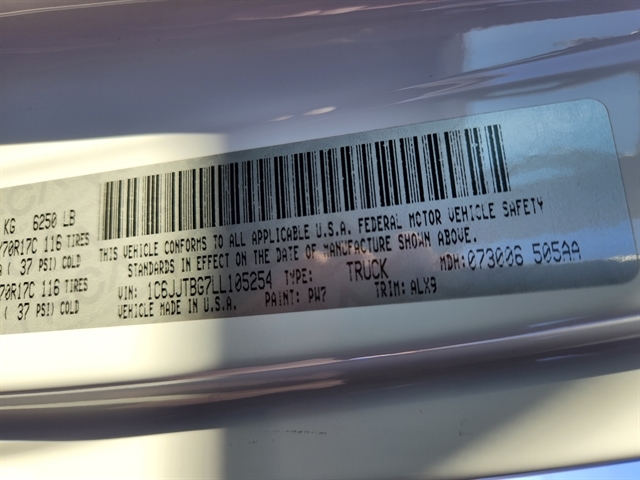 KG 6250 LB
70R17C 116 TIRES
( 37 PSI) COLD
70R17C 116 TIRES
( 37 PSI) COLD
THIS VEHICLE CONFORMS TO ALL APPLICABLE U.S.A. FEDERAL MOTOR VEHICLE SAFETY
STANDARDS IN EFFECT ON THE DATE OF MANUFACTURE SHOWN ABOVE.
VIN: 1C6JJTBG7LL105254 TYPE: TRUCK MDH: 073006 505AA
VEHICLE MADE IN U.S.A. PAINT: PW7 TRIM: ALX9